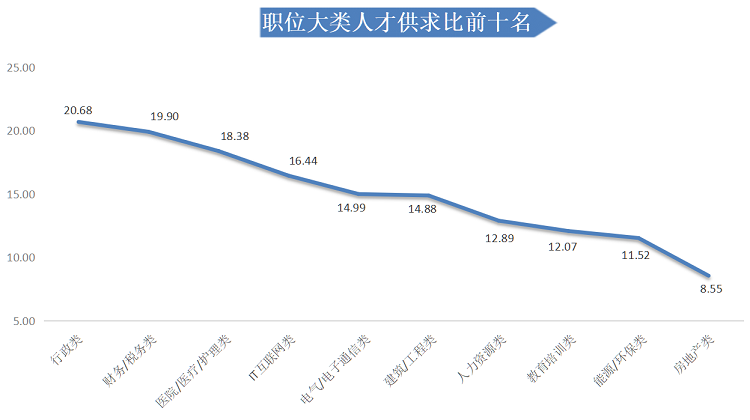 职位大类人才供求比前十名
25.00
20.00
15.00
10.00
5.00
20.68
19.90
18.38
16.44
14.99
14.88
12.89
12.07
11.52
8.55
行政类
财务/税务类
医院/医疗/护理类
IT互联网类
电气/电子通信类
建筑/工程类
人力资源类
教育培训类
能源/环保类
房地产类